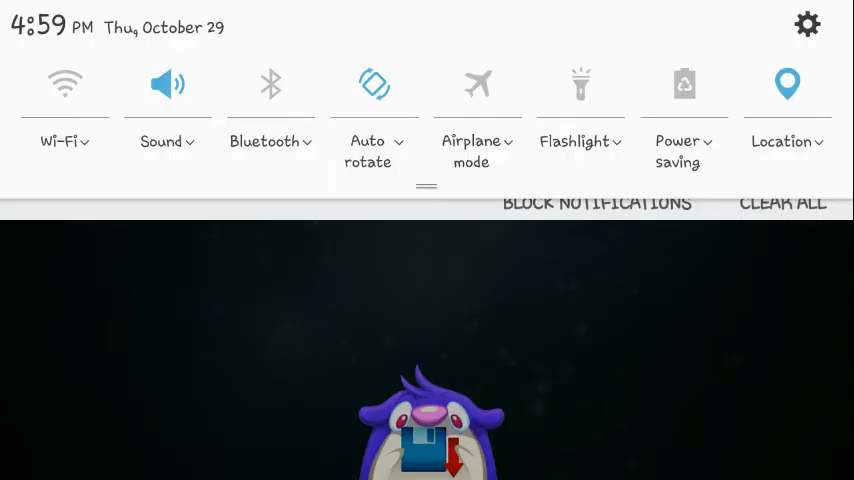 4:59 PM Thu, October 29
Wi-Fi Sound Bluetooth Auto rotate Airplane mode Flashlight Power saving Location
BLOCK NOTIFICATIONS CLEAR ALL